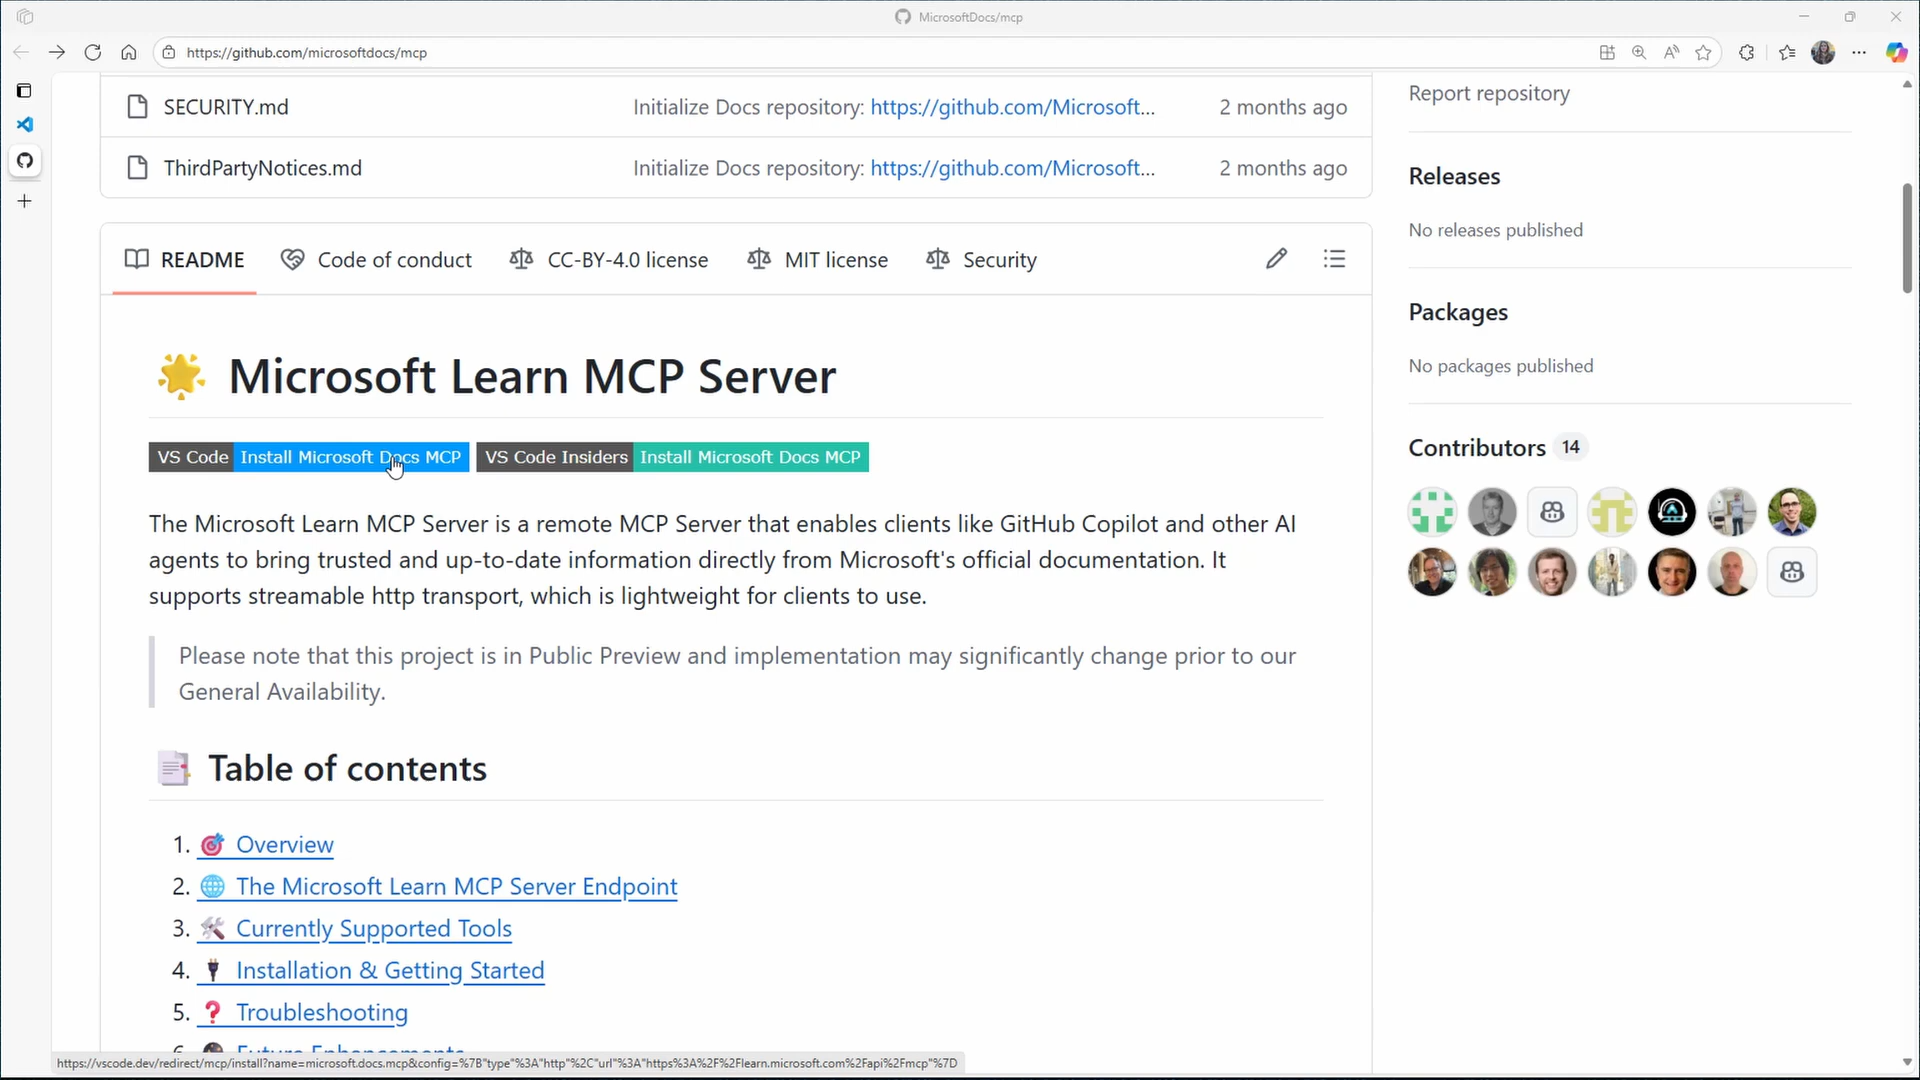 MicrosoftDocs/mcp
https://github.com/microsoftdocs/mcp
SECURITY.md Initialize Docs repository: https://github.com/Microsoft... 2 months ago
ThirdPartyNotices.md Initialize Docs repository: https://github.com/Microsoft... 2 months ago
README Code of conduct CC-BY-4.0 license MIT license Security
Microsoft Learn MCP Server
VS Code Install Microsoft Docs MCP VS Code Insiders Install Microsoft Docs MCP
The Microsoft Learn MCP Server is a remote MCP Server that enables clients like GitHub Copilot and other AI
agents to bring trusted and up-to-date information directly from Microsoft's official documentation. It
supports streamable http transport, which is lightweight for clients to use.
Please note that this project is in Public Preview and implementation may significantly change prior to our
General Availability.
Table of contents
1. Overview
2. The Microsoft Learn MCP Server Endpoint
3. Currently Supported Tools
4. Installation & Getting Started
5. Troubleshooting
6. Future Enhancements
https://vscode.dev/redirect/mcp/install?name=microsoft.docs.mcp&config=%7B"type"%3A"http"%2C"url"%3A"https%3A%2F%2Flearn.microsoft.com%2Fapi%2Fmcp"%7D
Report repository
Releases
No releases published
Packages
No packages published
Contributors 14